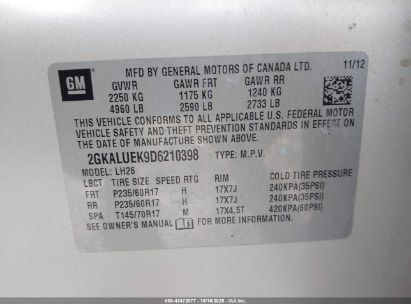 GM
MFD BY GENERAL MOTORS OF CANADA LTD. 11/12
GVWR GAWR FRT GAWR RR
2250 KG 1175 KG 1240 KG
4960 LB 2590 LB 2733 LB
THIS VEHICLE CONFORMS TO ALL APPLICABLE U.S. FEDERAL MOTOR
VEHICLE SAFETY, BUMPER, AND THEFT PREVENTION STANDARDS IN EFFECT ON
THE DATE OF MANUFACTURE SHOWN ABOVE.
2GKALUEK9D6210398 TYPE: M.P.V.
MODEL: LH26
LBCT TIRE SIZE SPEED RTG RIM COLD TIRE PRESSURE
FRT P235/60R17 H 17X7J 240KPA(35PSI)
RR P235/60R17 H 17X7J 240KPA(35PSI)
SPA T145/70R17 M 17X4.5T 420KPA(60PSI)
SEE OWNER'S MANUAL FOR ADDITIONAL INFORMATION.